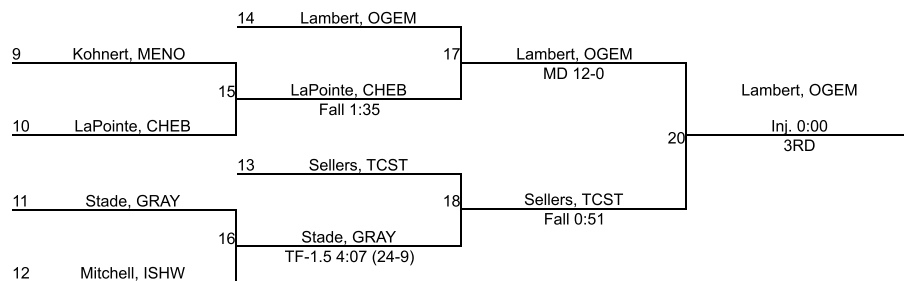 14 Lambert, OGEM
9 Kohnert, MENO
17 Lambert, OGEM
MD 12-0
15 LaPointe, CHEB
Fall 1:35
Lambert, OGEM
10 LaPointe, CHEB
Inj. 0:00
20
3RD
13 Sellers, TCST
11 Stade, GRAY
18 Sellers, TCST
Fall 0:51
16 Stade, GRAY
TF-1.5 4:07 (24-9)
12 Mitchell, ISHW